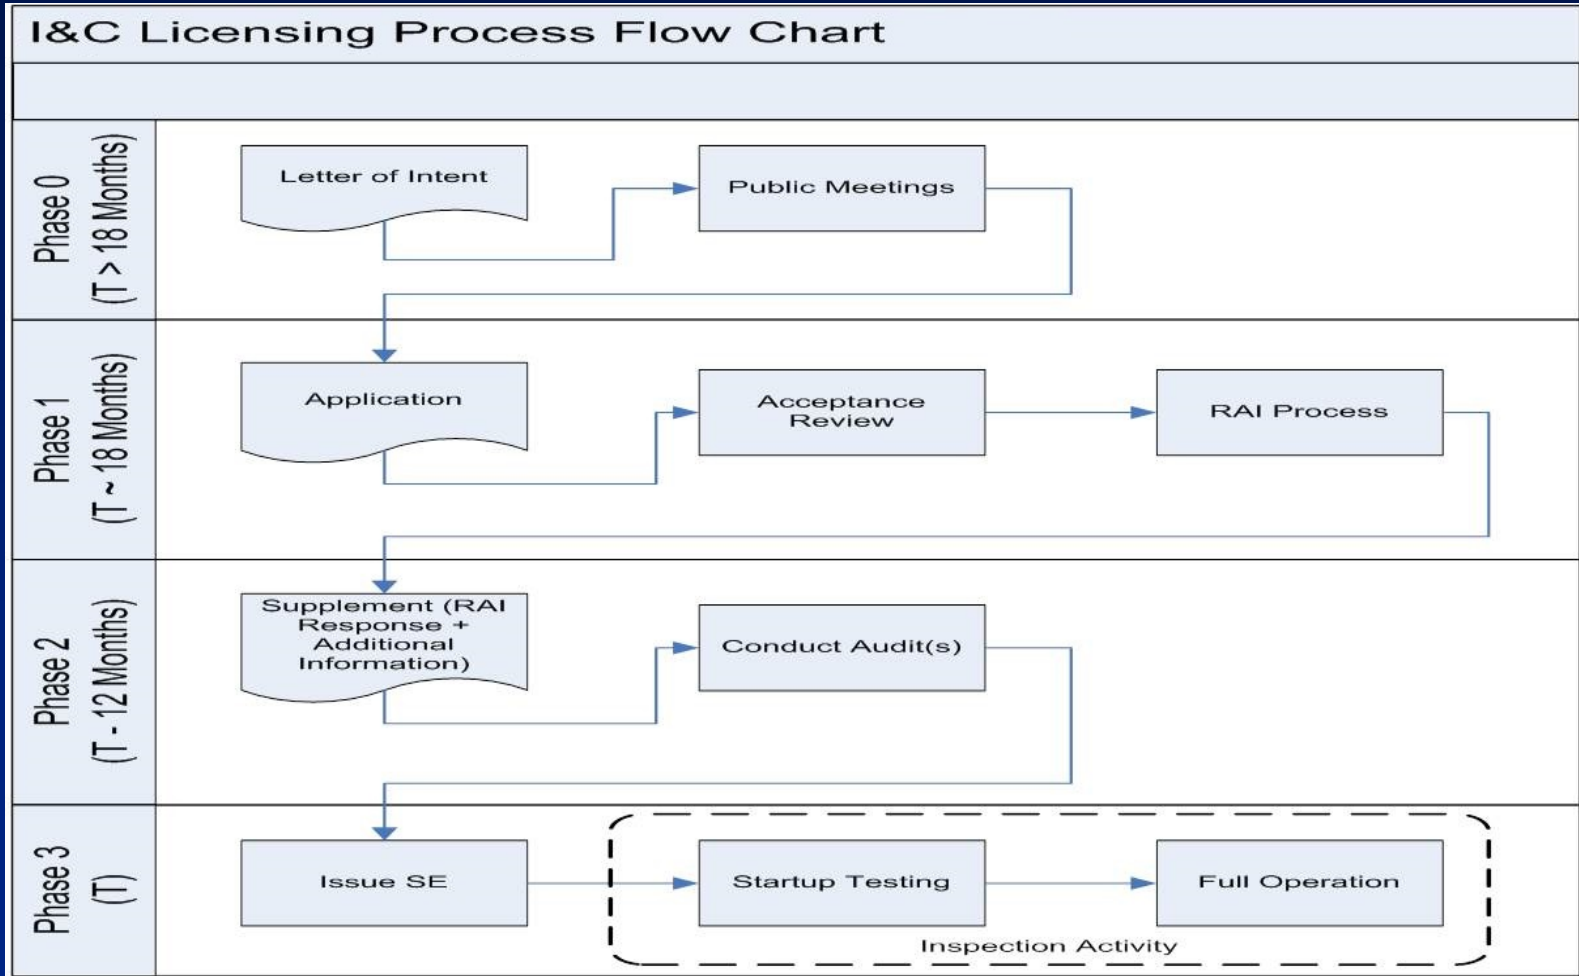 I&C Licensing Process Flow Chart
Phase 0
(T > 18 Months)
Letter of Intent
Public Meetings
Phase 1
(T ~ 18 Months)
Application
Acceptance
Review
RAI Process
Phase 2
(T - 12 Months)
Supplement (RAI
Response +
Additional
Information)
Conduct Audit(s)
Phase 3
(T)
Issue SE
Startup Testing
Full Operation
Inspection Activity